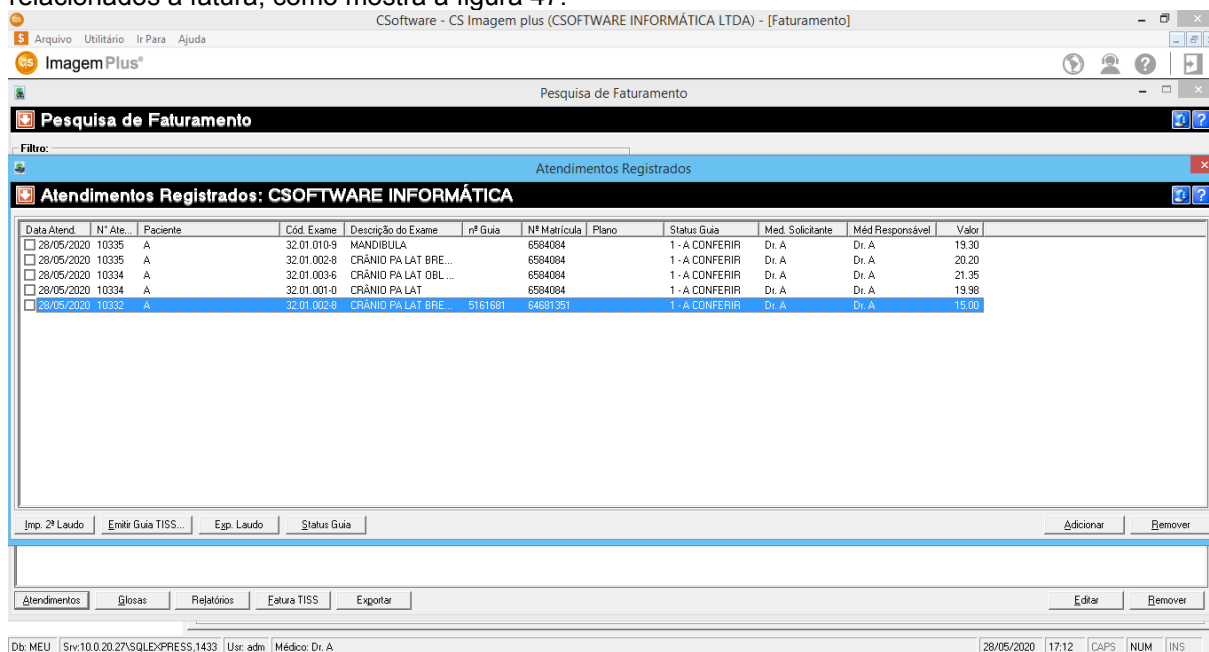 relacionados à fatura, como mostra a figura 47.
CSoftware - CS Imagem plus (CSOFTWARE INFORMÁTICA LTDA) - [Faturamento]
S Arquivo Utilitário Ir Para Ajuda
CS Imagem Plus®
Pesquisa de Faturamento
Pesquisa de Faturamento
Filtro:
Atendimentos Registrados
Atendimentos Registrados: CSOFTWARE INFORMÁTICA
Data Atend. N° Ate... Paciente Cód. Exame Descrição do Exame nª Guia Nª Matrícula Plano Status Guia Med. Solicitante Méd Responsável Valor
28/05/2020 10335 A 32.01.010-9 MANDIBULA 6584084 1 - A CONFERIR Dr. A Dr. A 19.30
28/05/2020 10335 A 32.01.002-8 CRÂNIO PA LAT BRE... 6584084 1 - A CONFERIR Dr. A Dr. A 20.20
28/05/2020 10334 A 32.01.003-6 CRÂNIO PA LAT OBL ... 6584084 1 - A CONFERIR Dr. A Dr. A 21.35
28/05/2020 10334 A 32.01.001-0 CRÂNIO PA LAT 6584084 1 - A CONFERIR Dr. A Dr. A 19.98
28/05/2020 10332 A 32.01.002-8 CRÂNIO PA LAT BRE... 5161681 64681351 1 - A CONFERIR Dr. A Dr. A 15.00
Imp. 2ª Laudo Emitir Guia TISS... Exp. Laudo Status Guia Adicionar Remover
Atendimentos Glosas Relatórios Fatura TISS Exportar Editar Remover
Db: MEU Srv:10.0.20.27\SQLEXPRESS,1433 Usr: adm Médico: Dr. A 28/05/2020 17:12 CAPS NUM INS